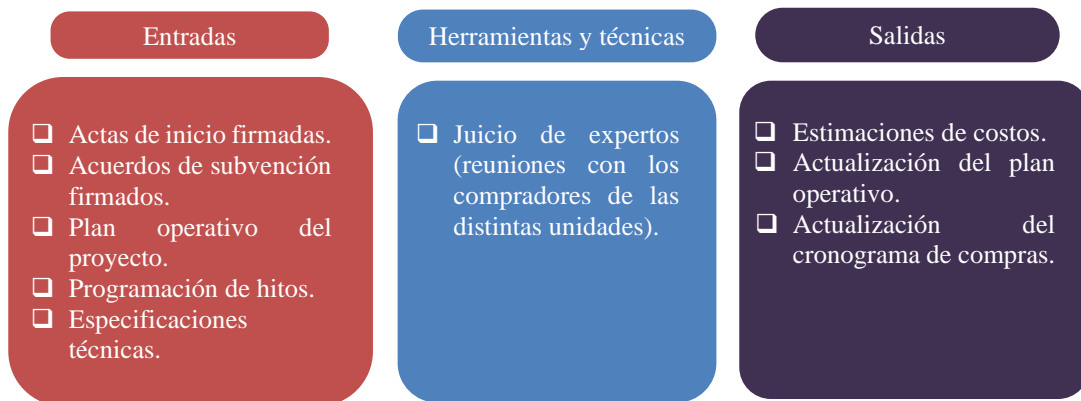 Entradas
❑ Actas de inicio firmadas.
❑ Acuerdos de subvención
firmados.
❑ Plan operativo del
proyecto.
❑ Programación de hitos.
❑ Especificaciones
técnicas.
Herramientas y técnicas
❑ Juicio de expertos
(reuniones con los
compradores de las
distintas unidades).
Salidas
❑ Estimaciones de costos.
❑ Actualización del plan
operativo.
❑ Actualización del
cronograma de compras.